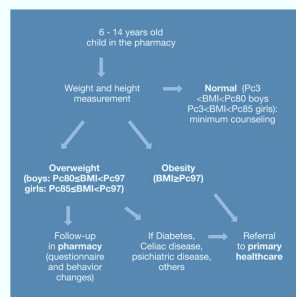 6 - 14 years old
child in the pharmacy
Weight and height
measurement
Normal (Pc3
<BMI<Pc80 boys
Pc3<BMI<Pc85 girls):
minimum counseling
Overweight
(boys: Pc80≤BMI<Pc97
girls: Pc85≤BMI<Pc97)
Obesity
(BMI≥Pc97)
Follow-up
in pharmacy
(questionnaire
and behavior
changes)
If Diabetes,
Celiac disease,
psichiatric disease,
others
Referral
to primary
healthcare